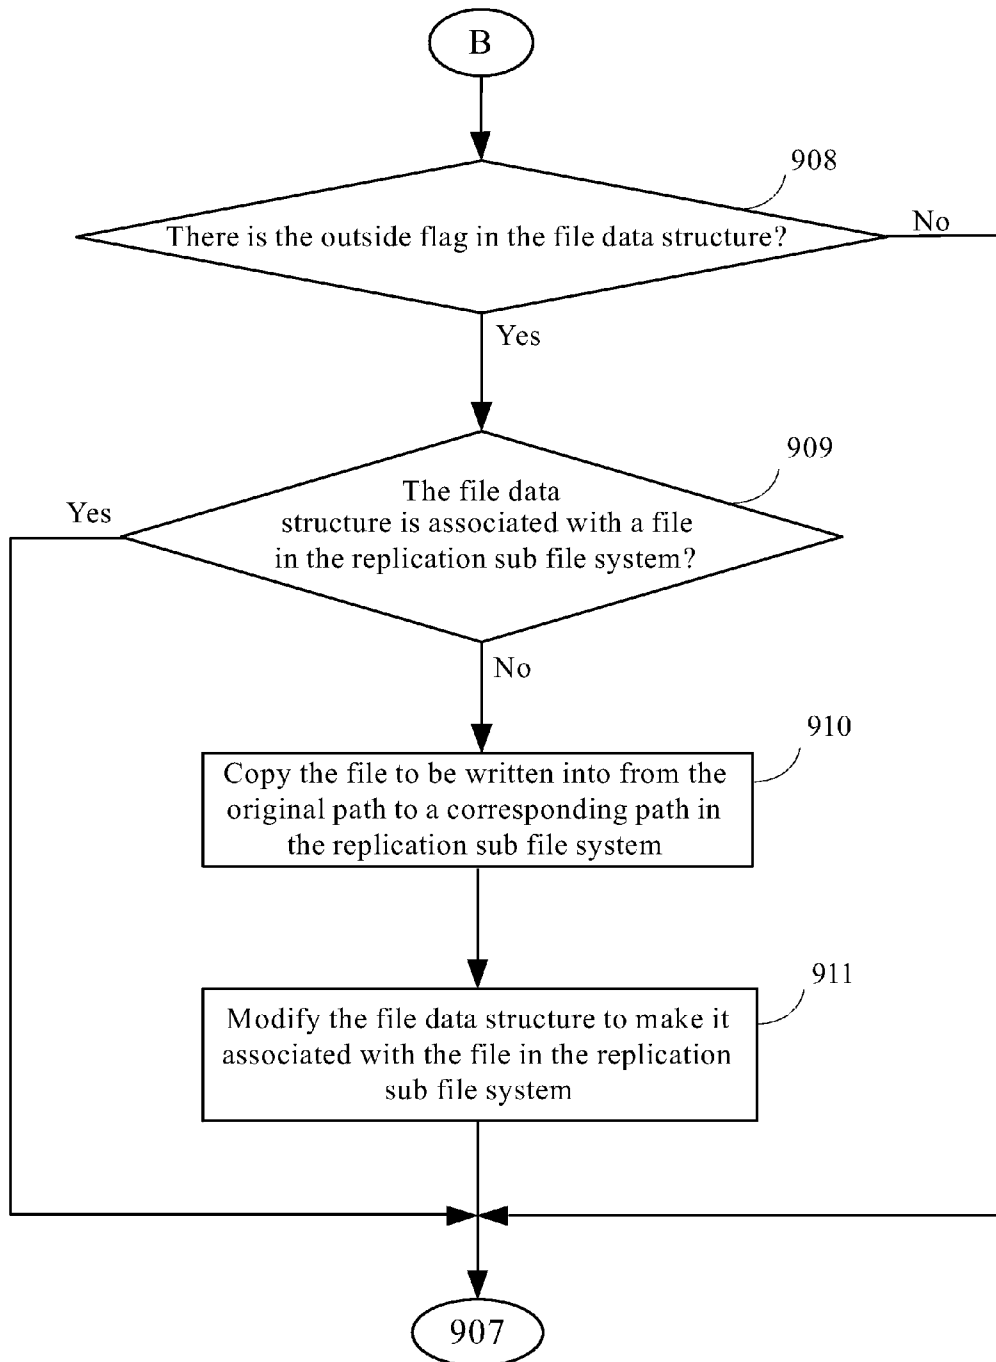 B
908
There is the outside flag in the file data structure?
No
Yes
909
The file data
structure is associated with a file
in the replication sub file system?
Yes
No
910
Copy the file to be written into from the
original path to a corresponding path in
the replication sub file system
911
Modify the file data structure to make it
associated with the file in the replication
sub file system
907